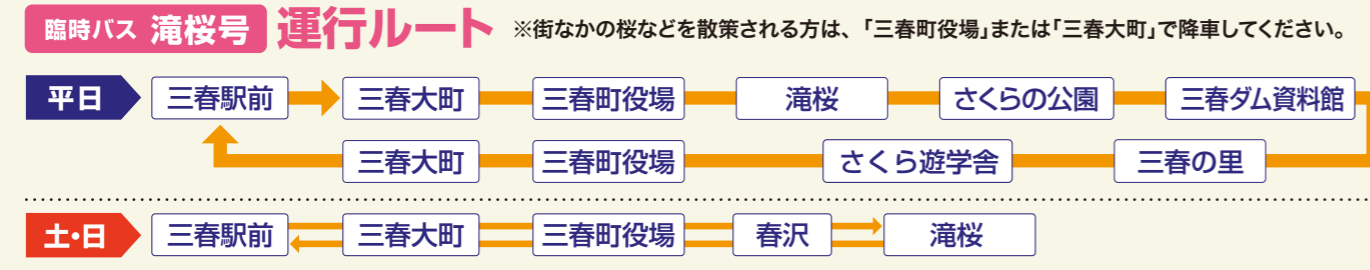 臨時バス 滝桜号 運行ルート ※街なかの桜などを散策される方は、「三春町役場」または「三春大町」で降車してください。
平日 三春駅前 三春大町 三春町役場 滝桜 さくらの公園 三春ダム資料館
三春大町 三春町役場 さくら遊学舎 三春の里
土・日 三春駅前 三春大町 三春町役場 春沢 滝桜